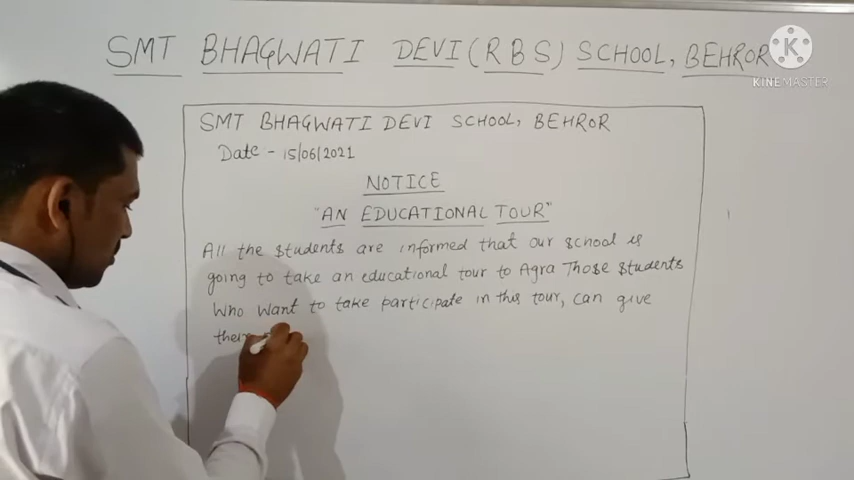 SMT BHAGWATI DEVI (RBS) SCHOOL, BEHROR
K
KINEMASTER
SMT BHAGWATI DEVI SCHOOL, BEHROR
Date - 15/06/2021
NOTICE
"AN EDUCATIONAL TOUR"
All the students are informed that our school is
going to take an educational tour to Agra Those students
Who Want to take participate in this tour, can give
their